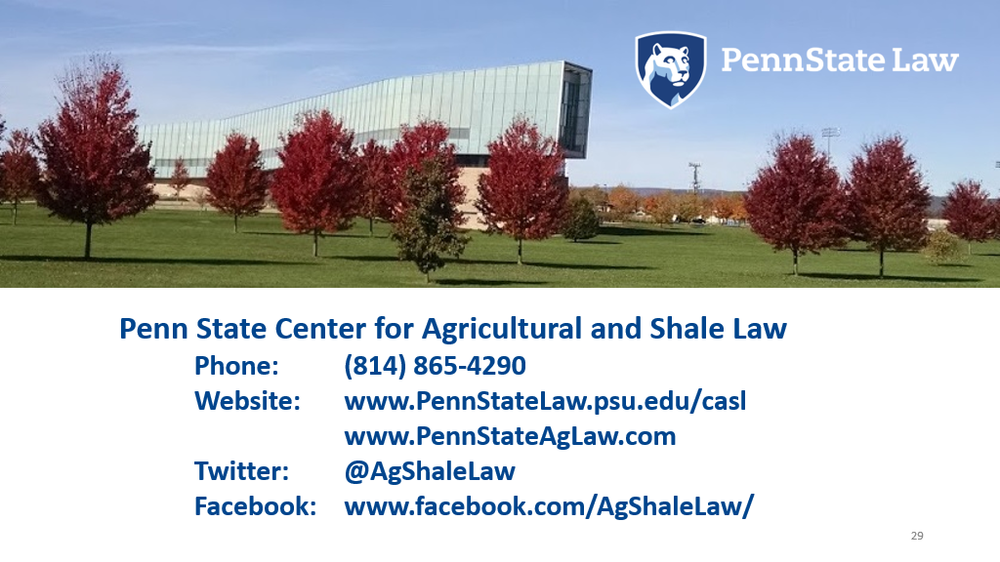 PennState Law
Penn State Center for Agricultural and Shale Law
Phone: (814) 865-4290
Website: www.PennStateLaw.psu.edu/casl
www.PennStateAgLaw.com
Twitter: @AgShaleLaw
Facebook: www.facebook.com/AgShaleLaw/
29